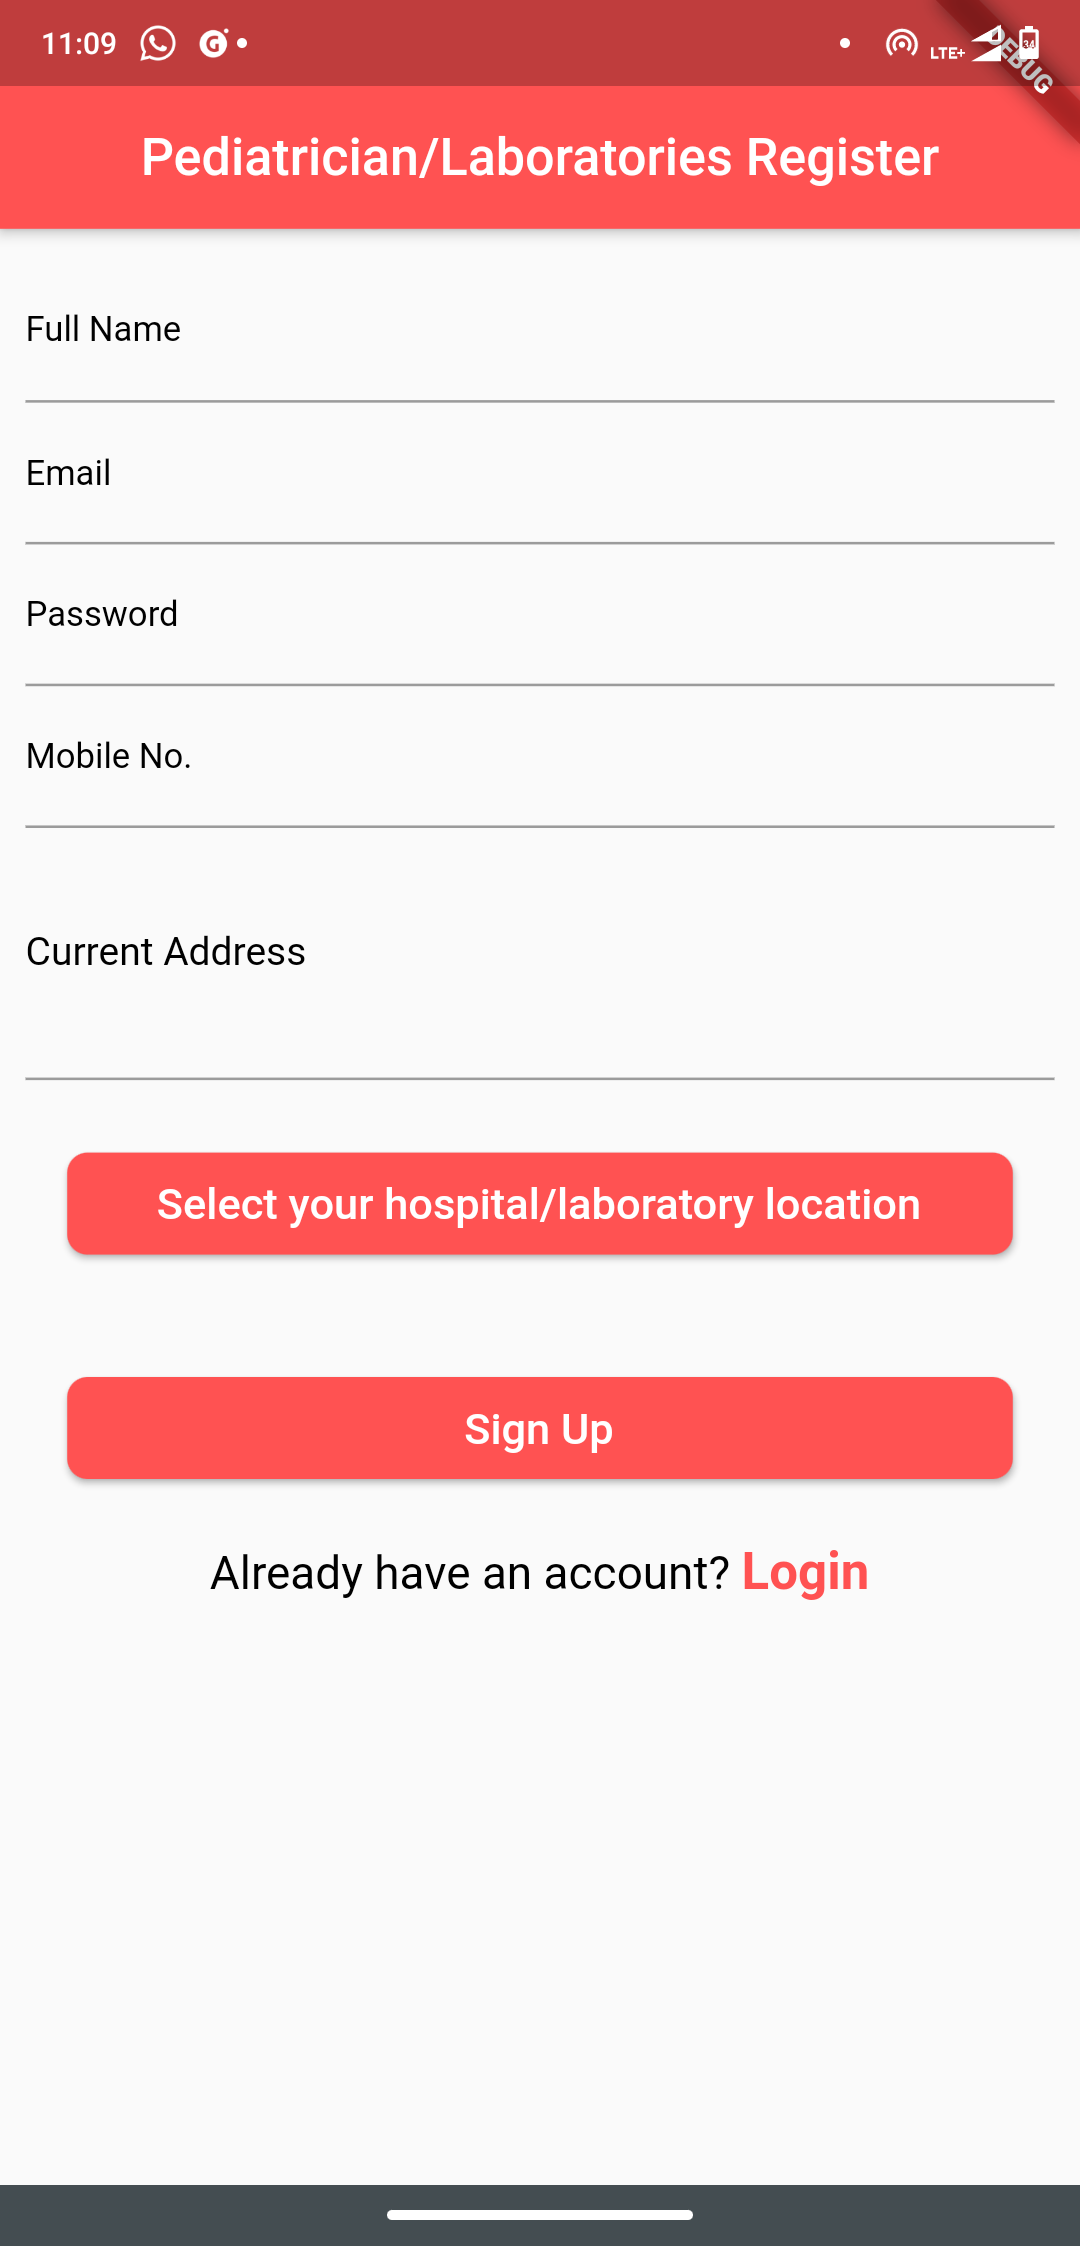 11:09
LTE+
34
DEBUG
Pediatrician/Laboratories Register
Full Name
Email
Password
Mobile No.
Current Address
Select your hospital/laboratory location
Sign Up
Already have an account? Login